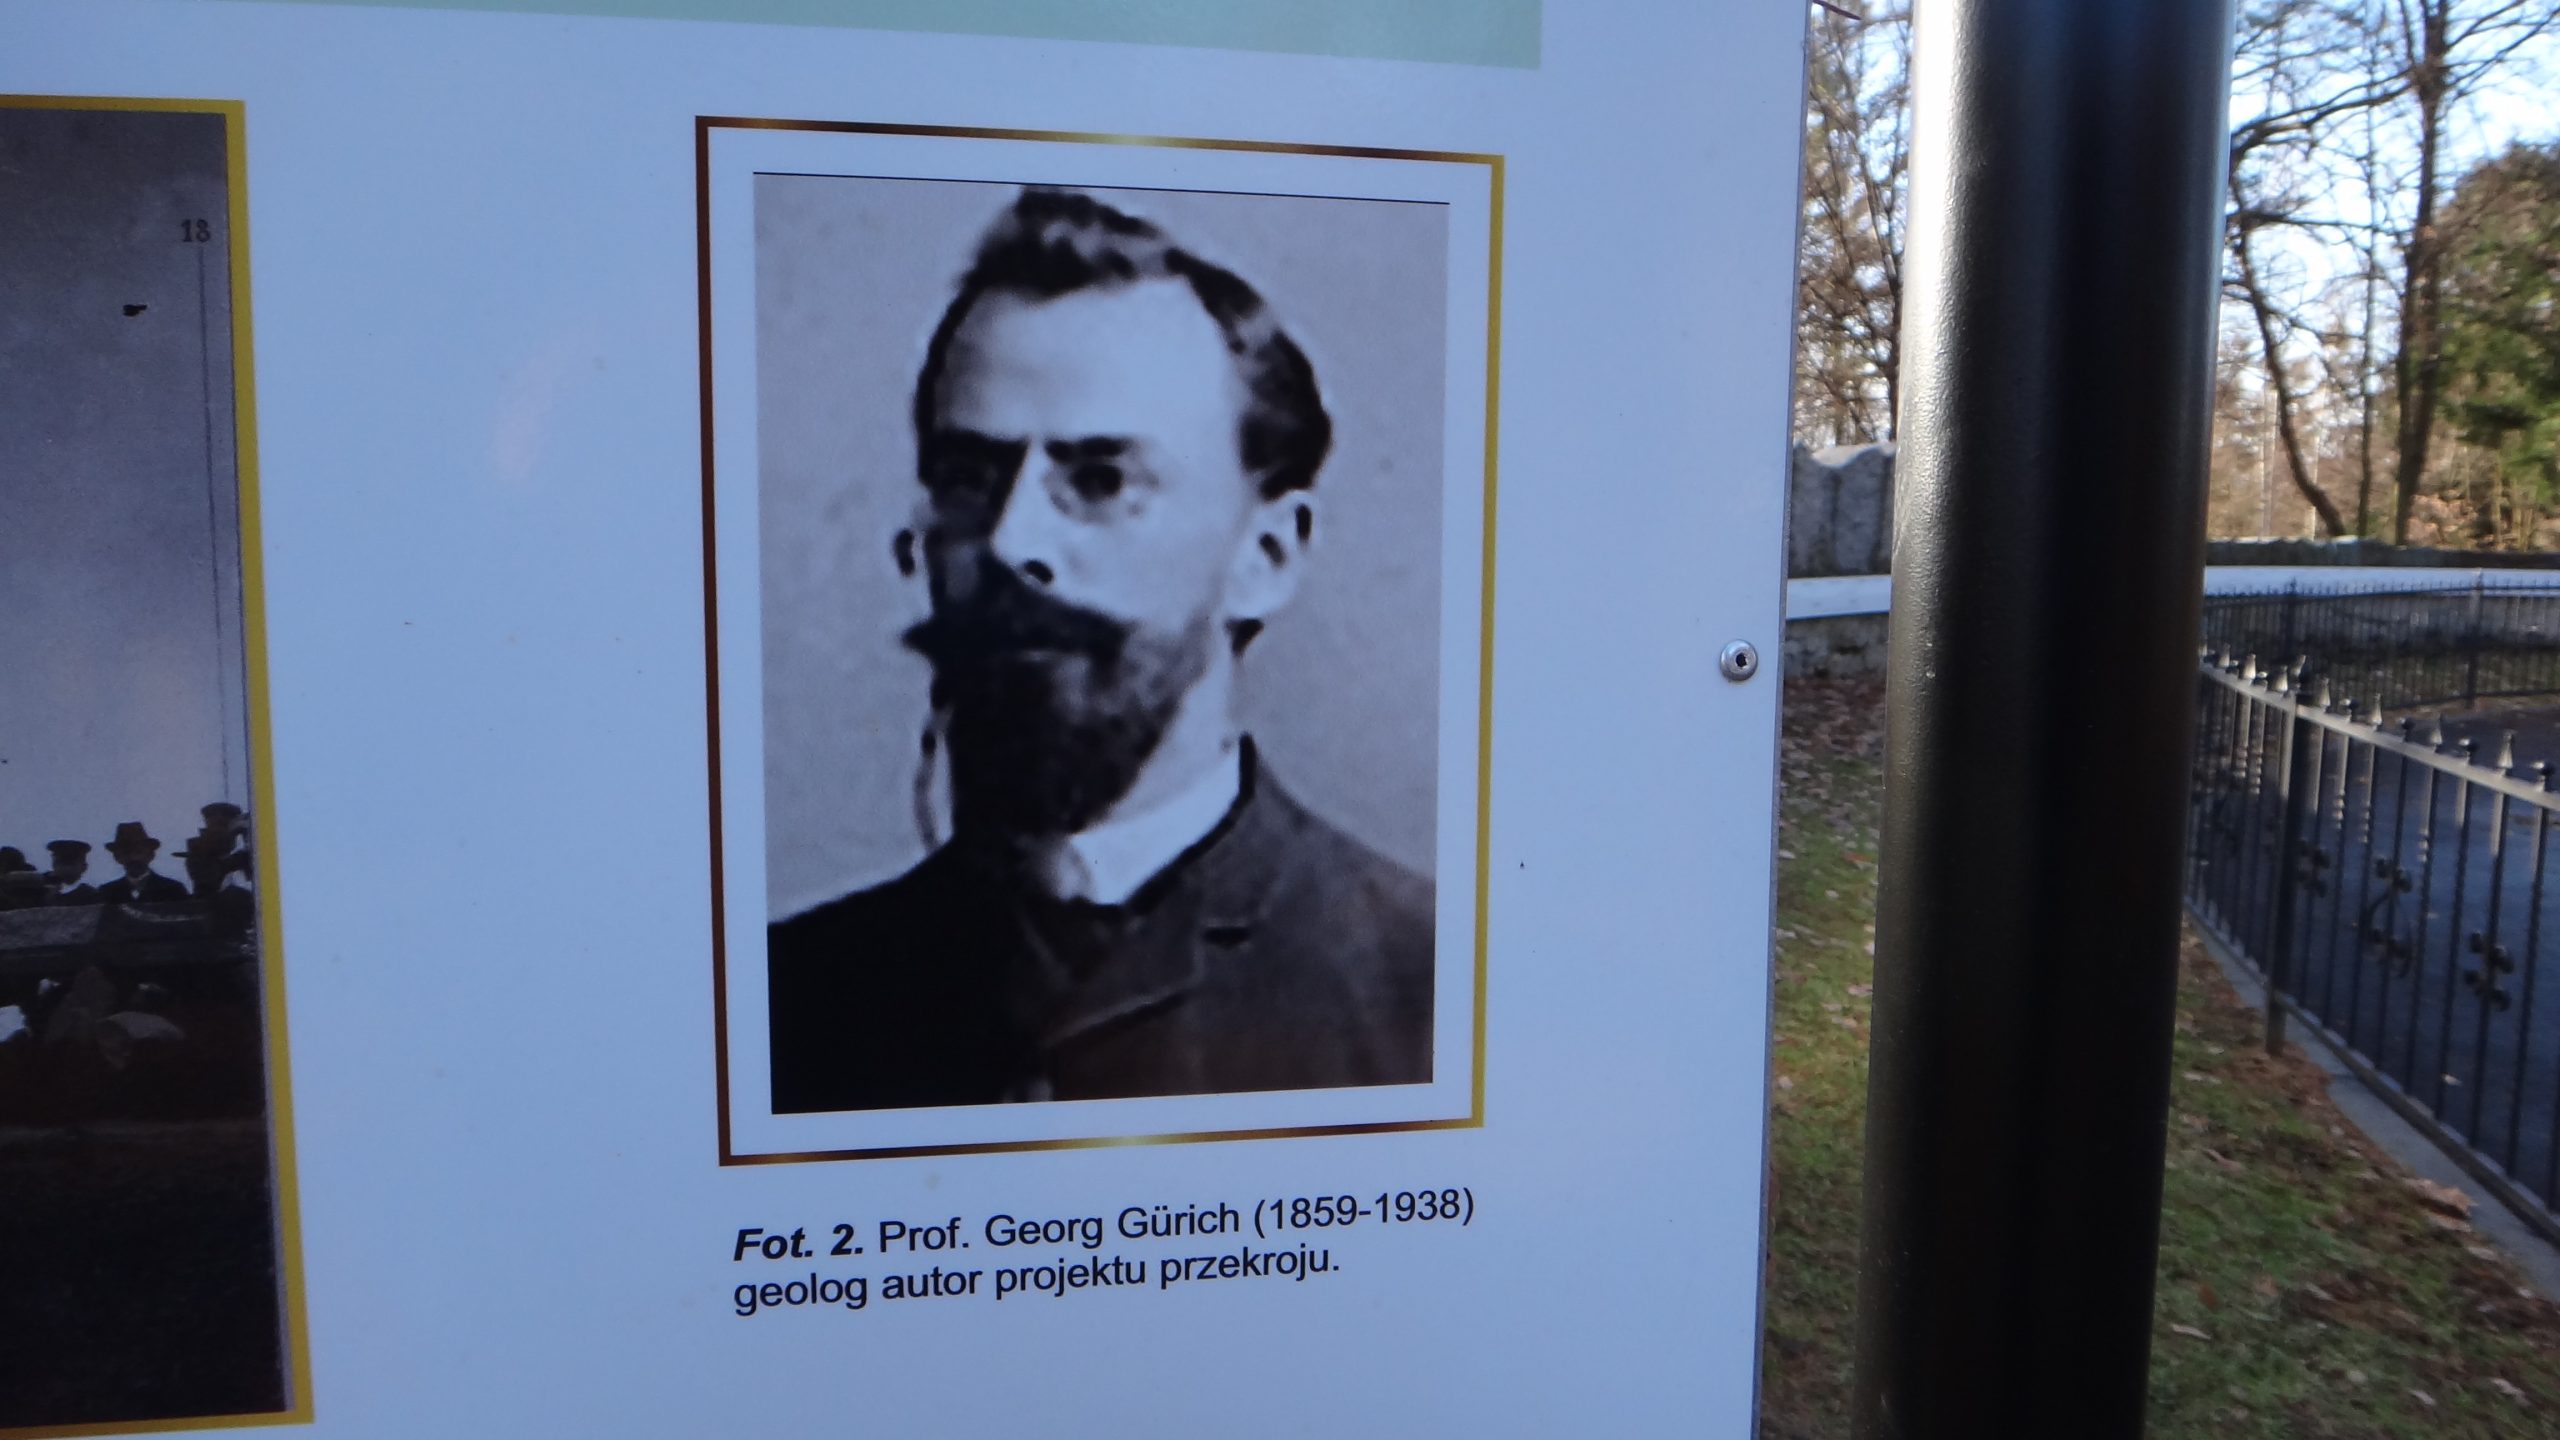 18
Fot. 2. Prof. Georg Gürich (1859-1938)
geolog autor projektu przekroju.